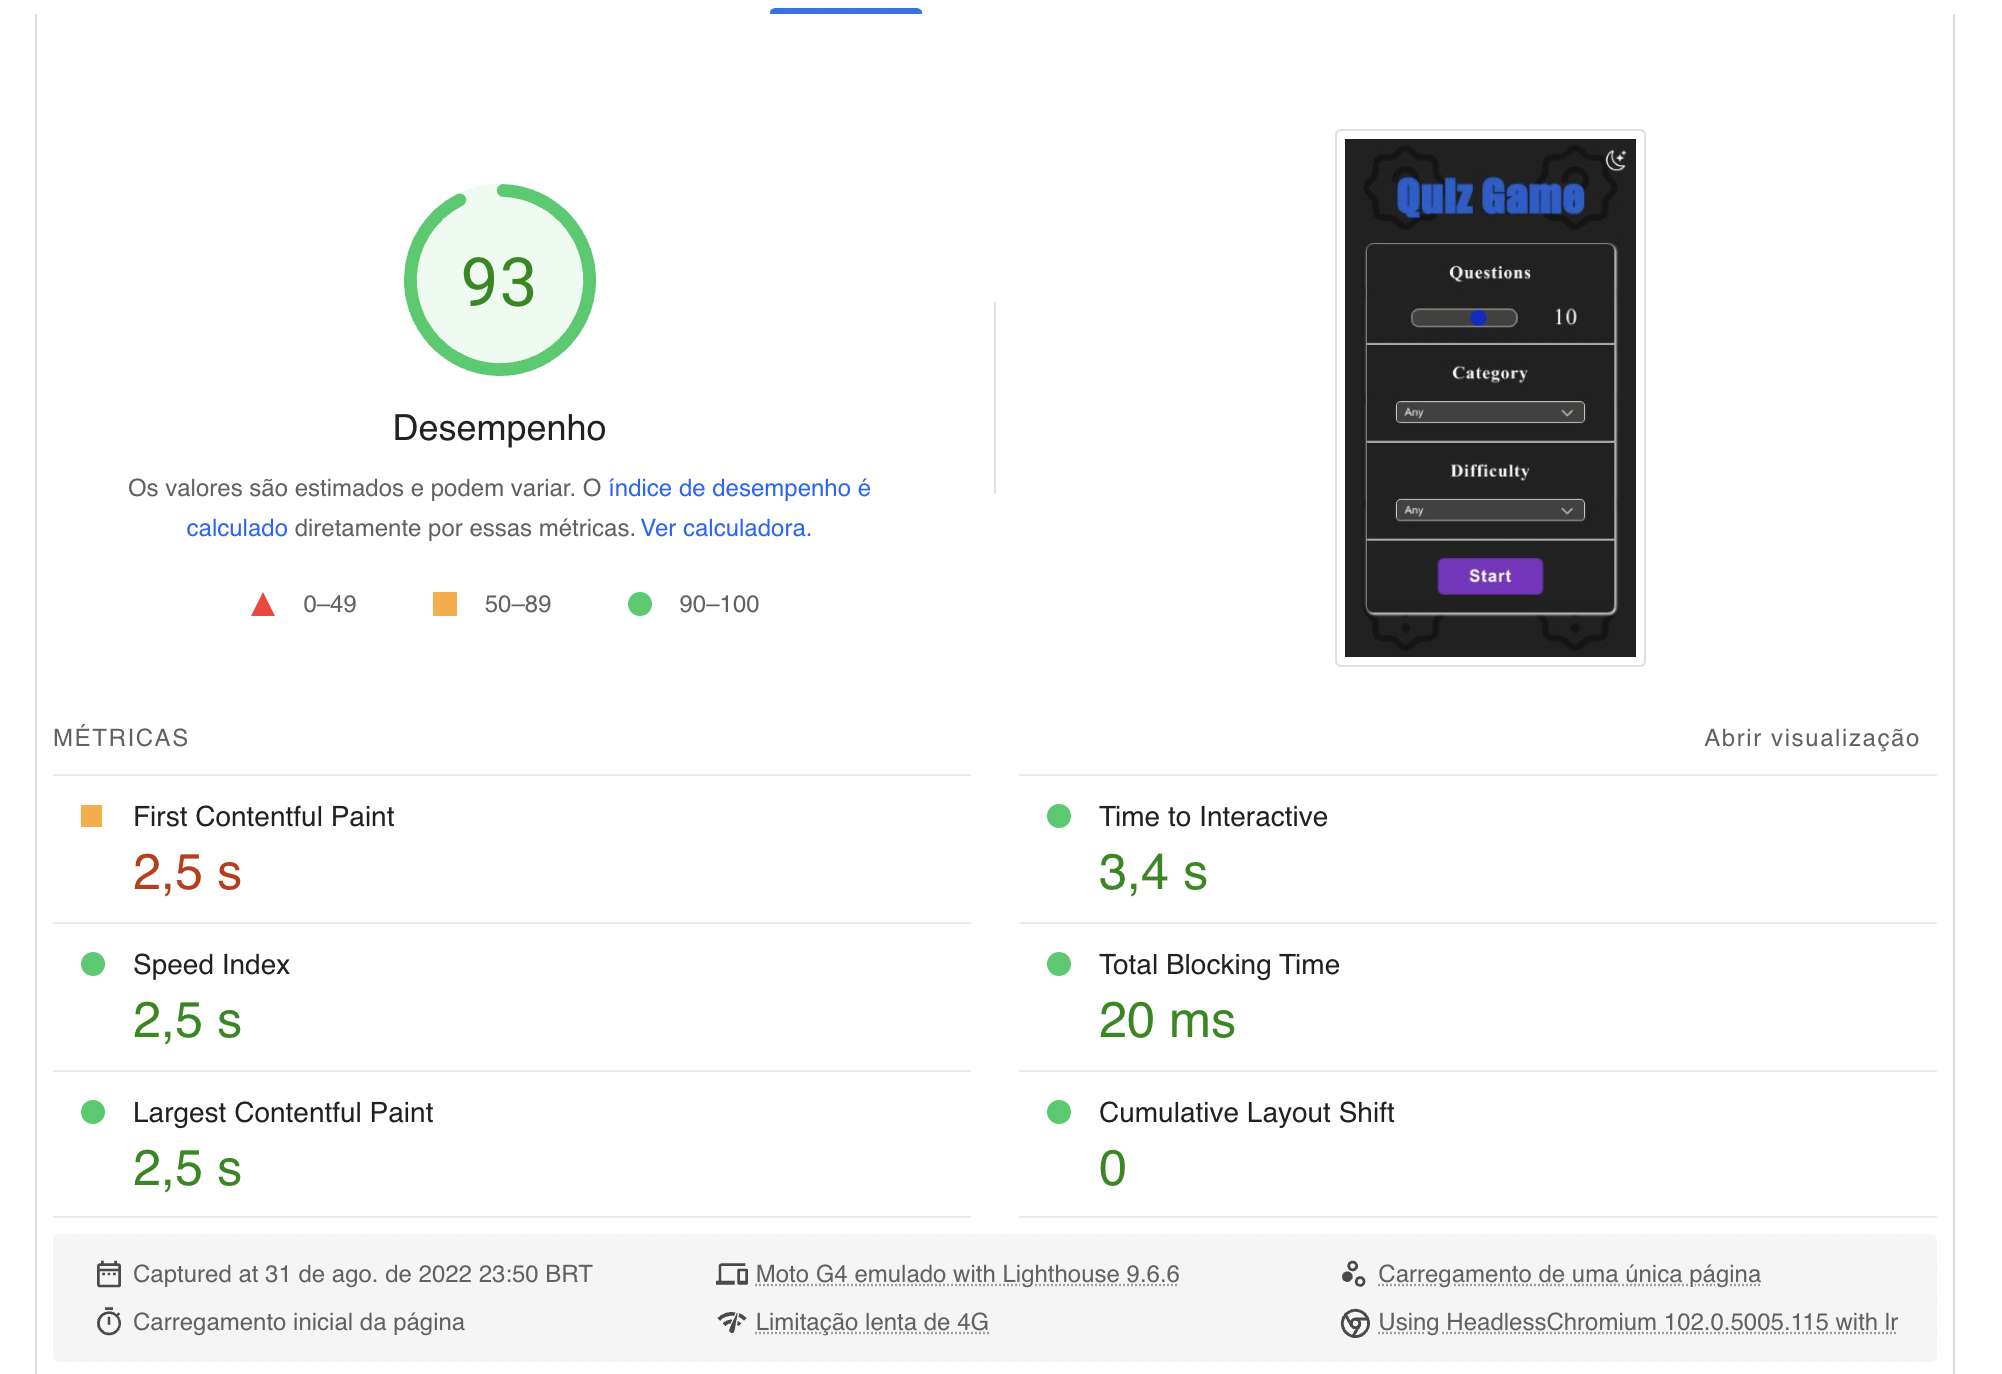 93
Desempenho
Os valores são estimados e podem variar. O índice de desempenho é
calculado diretamente por essas métricas. Ver calculadora.
0–49
50–89
90–100
Quiz Game
Questions
10
Category
Any
Difficulty
Any
Start
MÉTRICAS
Abrir visualização
First Contentful Paint
2,5 s
Time to Interactive
3,4 s
Speed Index
2,5 s
Total Blocking Time
20 ms
Largest Contentful Paint
2,5 s
Cumulative Layout Shift
0
Captured at 31 de ago. de 2022 23:50 BRT
Moto G4 emulado with Lighthouse 9.6.6
Carregamento de uma única página
Carregamento inicial da página
Limitação lenta de 4G
Using HeadlessChromium 102.0.5005.115 with lr